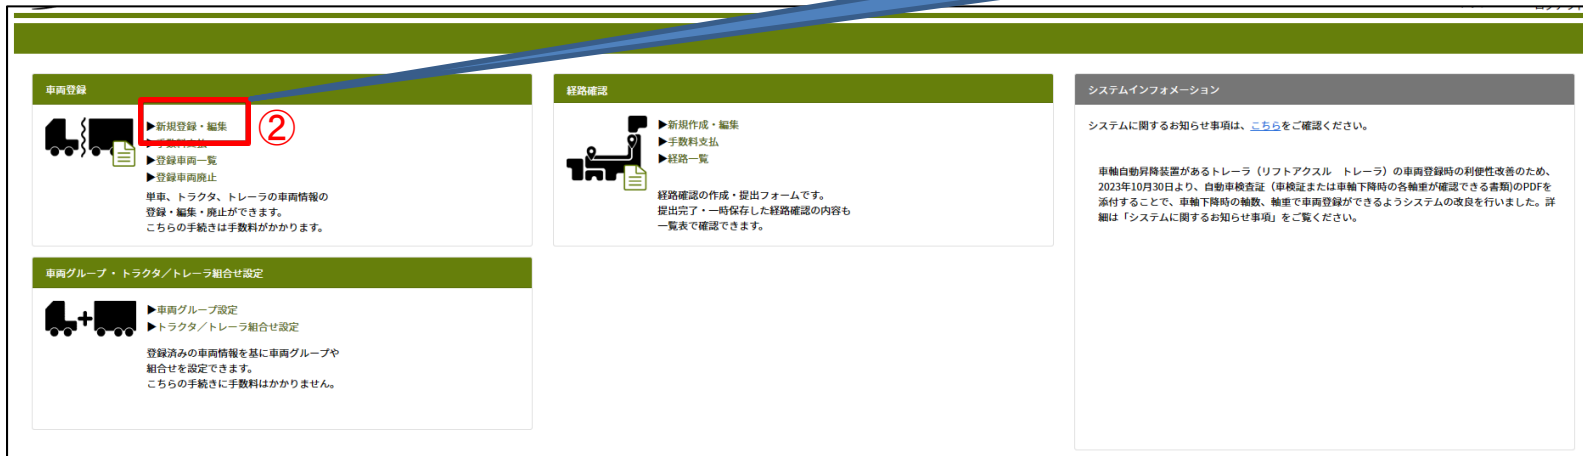 ログアウト
車両登録
▶新規登録・編集
②
▶手数料支払
▶登録車両一覧
▶登録車両廃止
単車、トラクタ、トレーラの車両情報の
登録・編集・廃止ができます。
こちらの手続きは手数料がかかります。
経路確認
▶新規作成・編集
▶手数料支払
▶経路一覧
経路確認の作成・提出フォームです。
提出完了・一時保存した経路確認の内容も
一覧表で確認できます。
システムインフォメーション
システムに関するお知らせ事項は、こちらをご確認ください。
車軸自動昇降装置があるトレーラ（リフトアクスル　トレーラ）の車両登録時の利便性改善のため、
2023年10月30日より、自動車検査証（車検証または車軸下降時の各軸重が確認できる書類)のPDFを
添付することで、車軸下降時の軸数、軸重で車両登録ができるようシステムの改良を行いました。詳
細は「システムに関するお知らせ事項」をご覧ください。
車両グループ・トラクタ／トレーラ組合せ設定
▶車両グループ設定
▶トラクタ／トレーラ組合せ設定
登録済みの車両情報を基に車両グループや
組合せを設定できます。
こちらの手続きに手数料はかかりません。